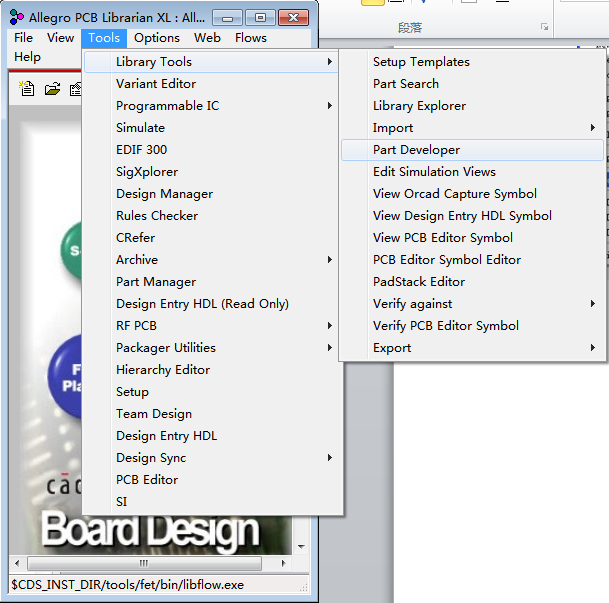 Allegro PCB Librarian XL : All...
File View Tools Options Web Flows
Help
Library Tools
Variant Editor
Programmable IC
Simulate
EDIF 300
SigXplorer
Design Manager
Rules Checker
CRefer
Archive
Part Manager
Design Entry HDL (Read Only)
RF PCB
Packager Utilities
Hierarchy Editor
Setup
Team Design
Design Entry HDL
Design Sync
PCB Editor
SI
Setup Templates
Part Search
Library Explorer
Import
Part Developer
Edit Simulation Views
View Orcad Capture Symbol
View Design Entry HDL Symbol
View PCB Editor Symbol
PCB Editor Symbol Editor
PadStack Editor
Verify against
Verify PCB Editor Symbol
Export
段落
Board Design
$CDS_INST_DIR/tools/fet/bin/libflow.exe